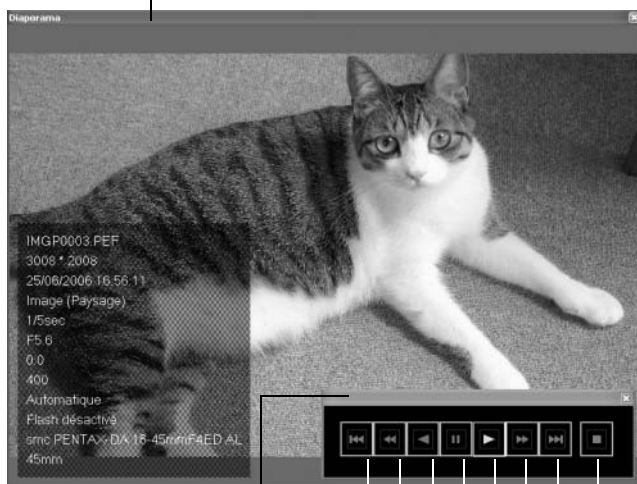 Diaporama
IMGP0003.PEF
3008 * 2008
25/06/2006 16:56:11
Image (Paysage)
1/5sec
F5.6
0.0
400
Automatique
Flash désactivé
smc PENTAX-DA 16-45mmF4ED AL
45mm